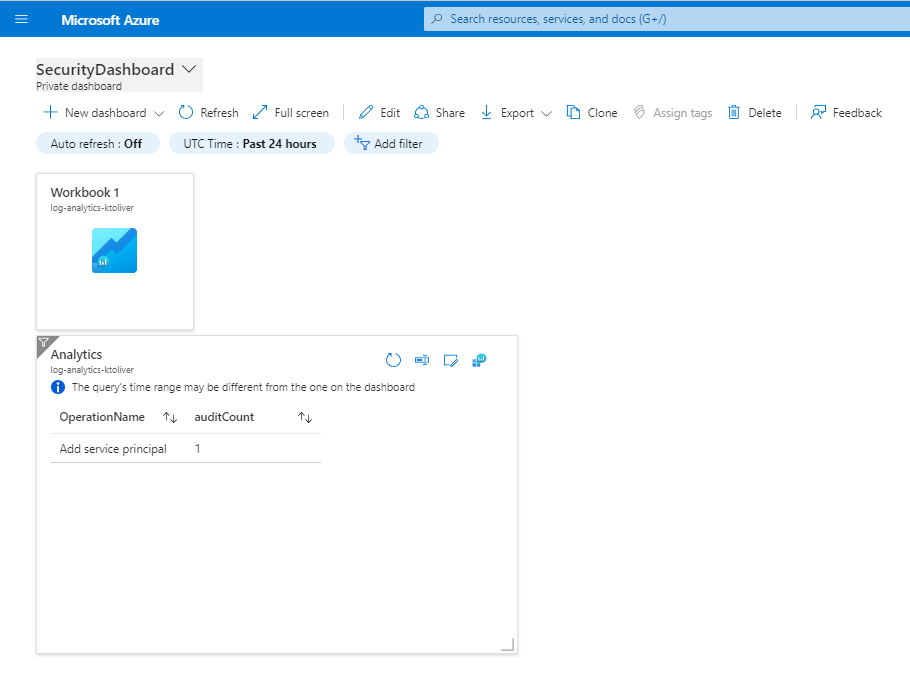 Microsoft Azure
Search resources, services, and docs (G+/)
SecurityDashboard
Private dashboard
New dashboard Refresh Full screen Edit Share Export Clone Assign tags Delete Feedback
Auto refresh : Off UTC Time : Past 24 hours Add filter
Workbook 1
log-analytics-ktoliver
Analytics
log-analytics-ktoliver
The query's time range may be different from the one on the dashboard
OperationName auditCount
Add service principal 1